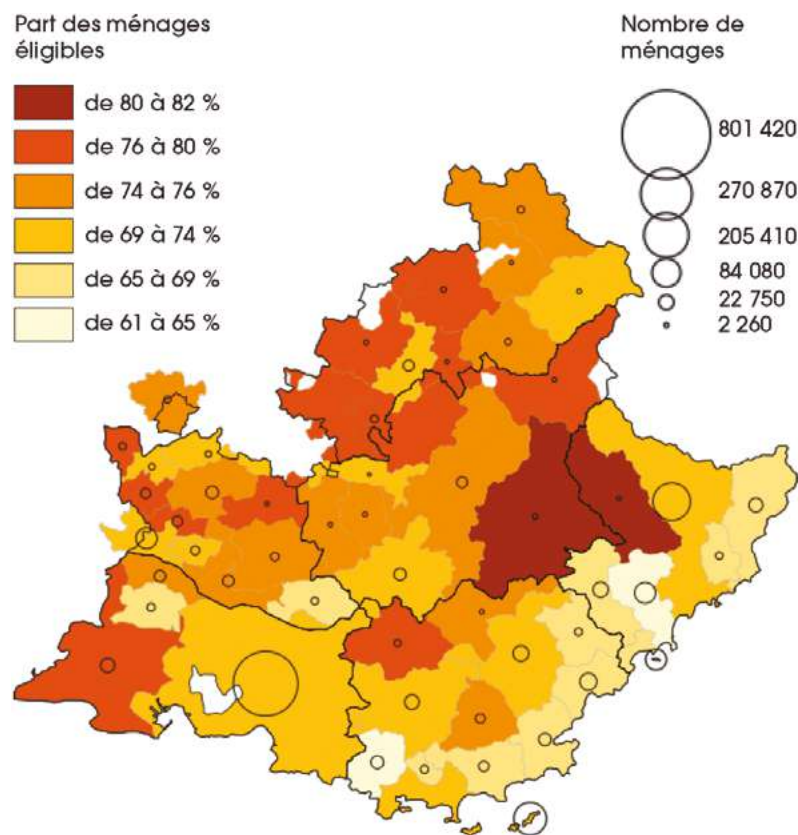 Part des ménages
éligibles
de 80 à 82 %
de 76 à 80 %
de 74 à 76 %
de 69 à 74 %
de 65 à 69 %
de 61 à 65 %
Nombre de
ménages
801 420
270 870
205 410
84 080
22 750
2 260